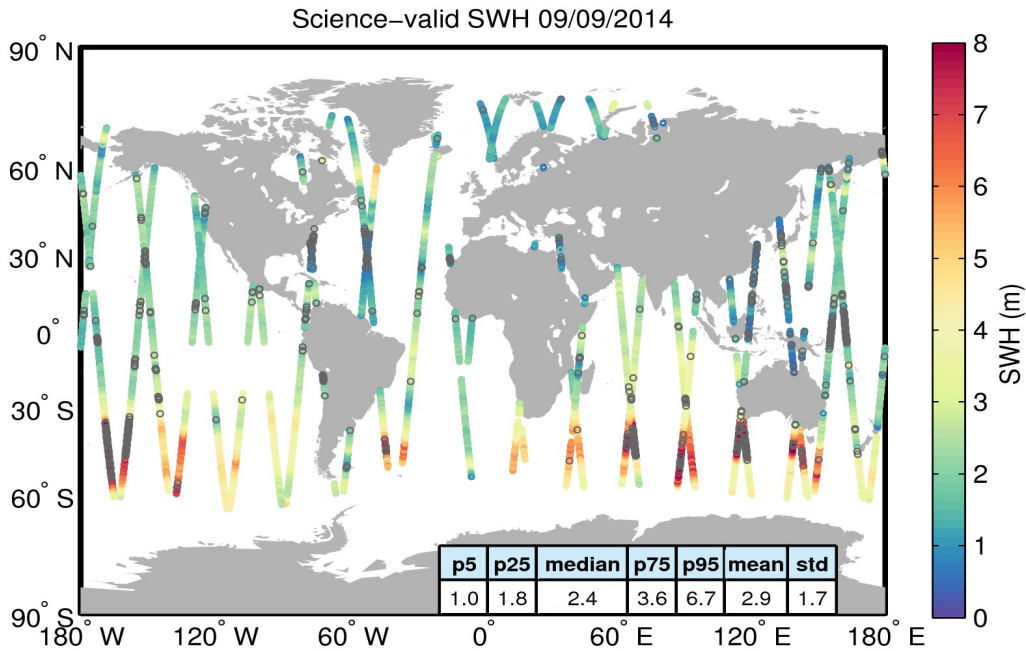 Science−valid SWH 09/09/2014
90° N
60° N
30° N
0°
30° S
60° S
90° S
180° W
120° W
60° W
0°
60° E
120° E
180° E
p5 p25 median p75 p95 mean std
1.0 1.8 2.4 3.6 6.7 2.9 1.7
8
7
6
5
4
3
2
1
0
SWH (m)